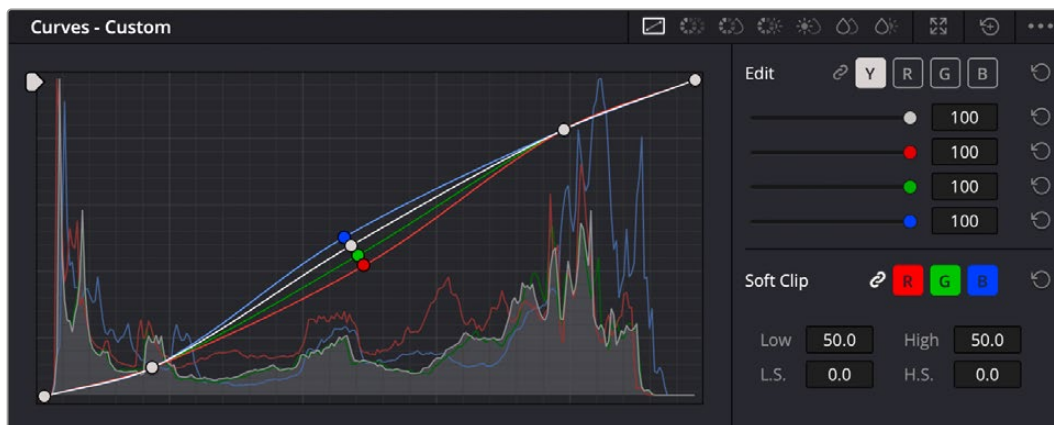 Curves - Custom
Edit Y R G B
100
100
100
100
Soft Clip R G B
Low 50.0 High 50.0
L.S. 0.0 H.S. 0.0